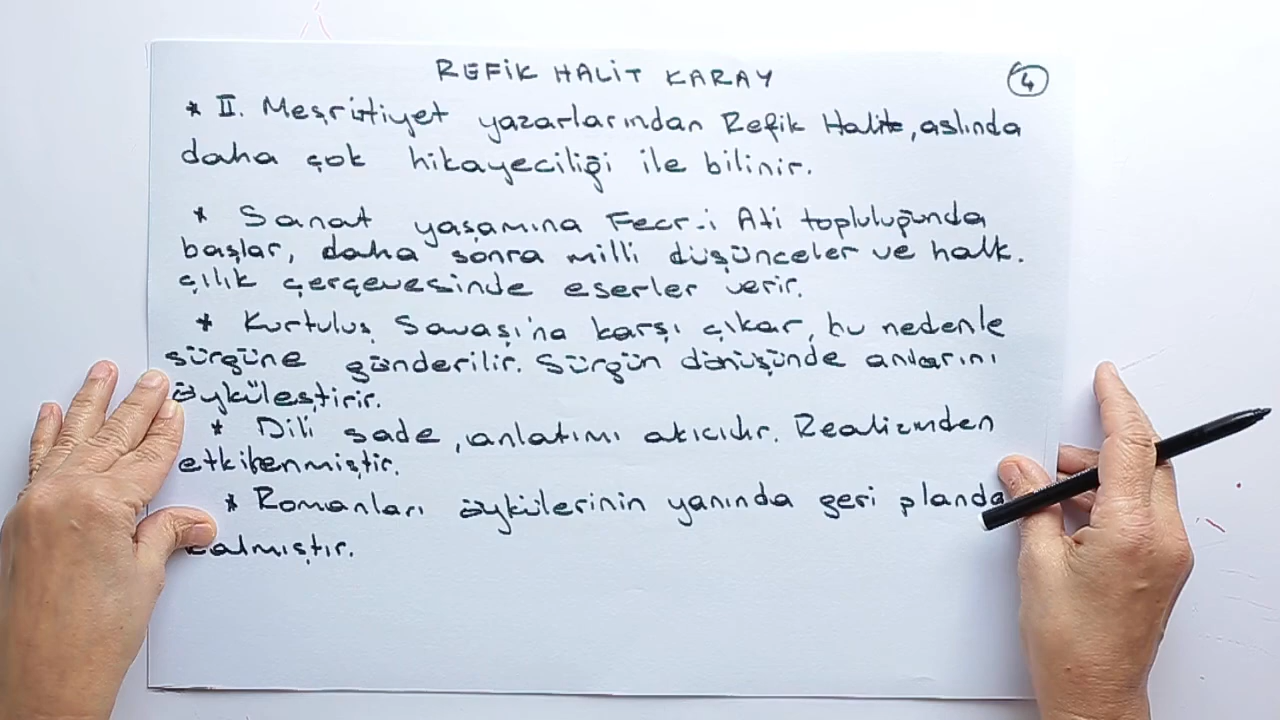 REFİK HALİT KARAY
4
* II. Meşrutiyet yazarlarından Refik Halit, aslında
daha çok hikayeciliği ile bilinir.
* Sanat yaşamına Fecr-i Ati topluluğunda
başlar, daha sonra milli düşünceler ve halk.
çılık çerçevesinde eserler verir.
* Kurtuluş Savaşı'na karşı çıkar, bu nedenle
sürgüne gönderilir. Sürgün dönüşünde anılarını
öyküleştirir.
* Dili sade, anlatımı akıcıdır. Realizmden
etkilenmiştir.
* Romanları öykülerinin yanında geri planda
kalmıştır.